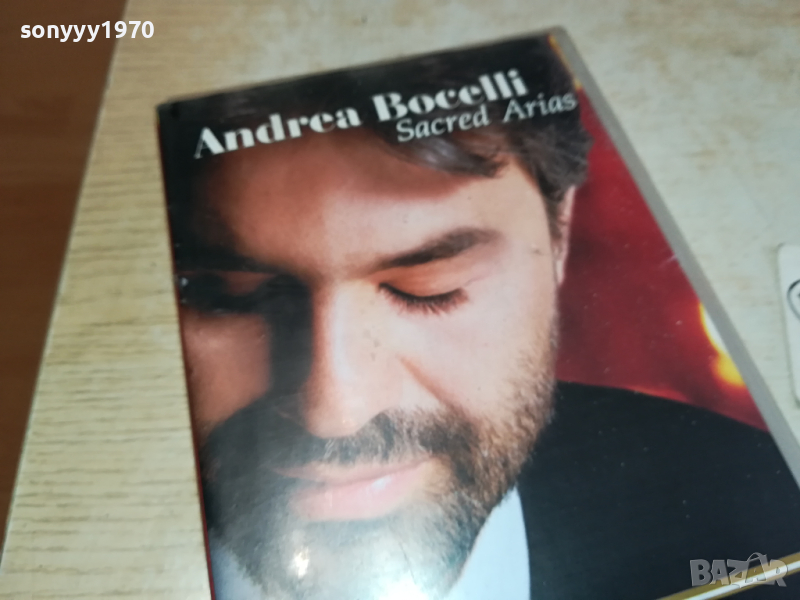 sonyyy1970
Andrea Bocelli
Sacred Arias
BAZAR